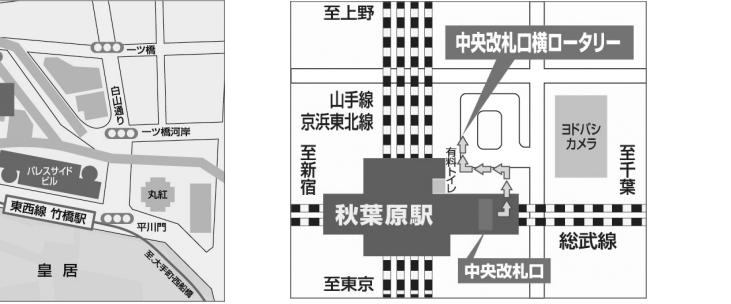 一ツ橋
白山通り
一ツ橋河岸
パレスサイド
ビル
丸紅
東西線 竹橋駅
平川門
皇居
至.大手町・西船橋
至上野
中央改札口横ロータリー
山手線
京浜東北線
ヨドバシ
カメラ
有料トイレ
至新宿
至千葉
秋葉原駅
総武線
中央改札口
至東京